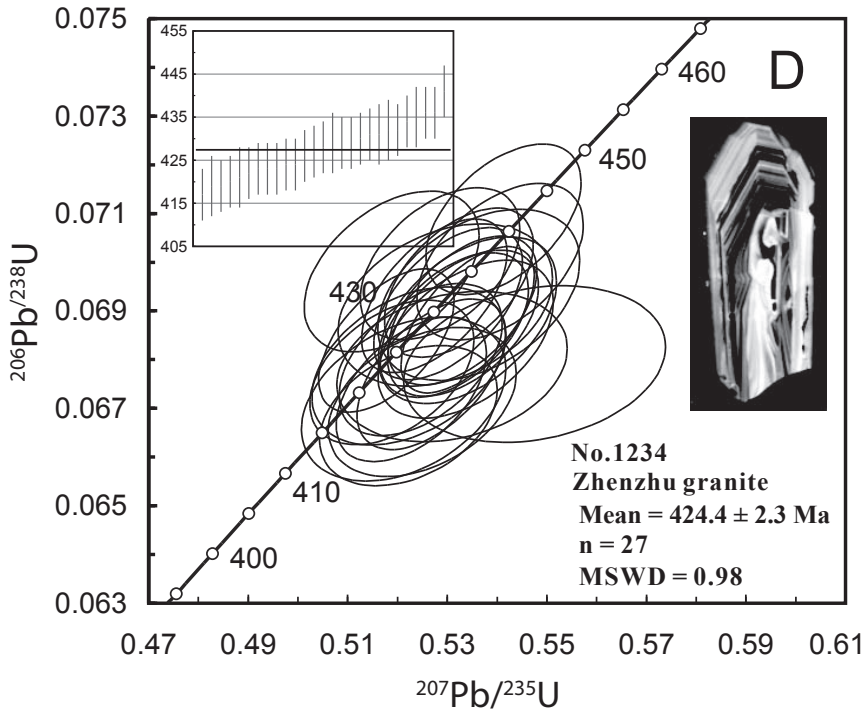 0.075
0.073
0.071
0.069
0.067
0.065
0.063
206Pb/238U
455
445
435
425
415
405
D
460
450
430
410
400
No.1234
Zhenzhu granite
Mean = 424.4 ± 2.3 Ma
n = 27
MSWD = 0.98
0.47 0.49 0.51 0.53 0.55 0.57 0.59 0.61
207Pb/235U